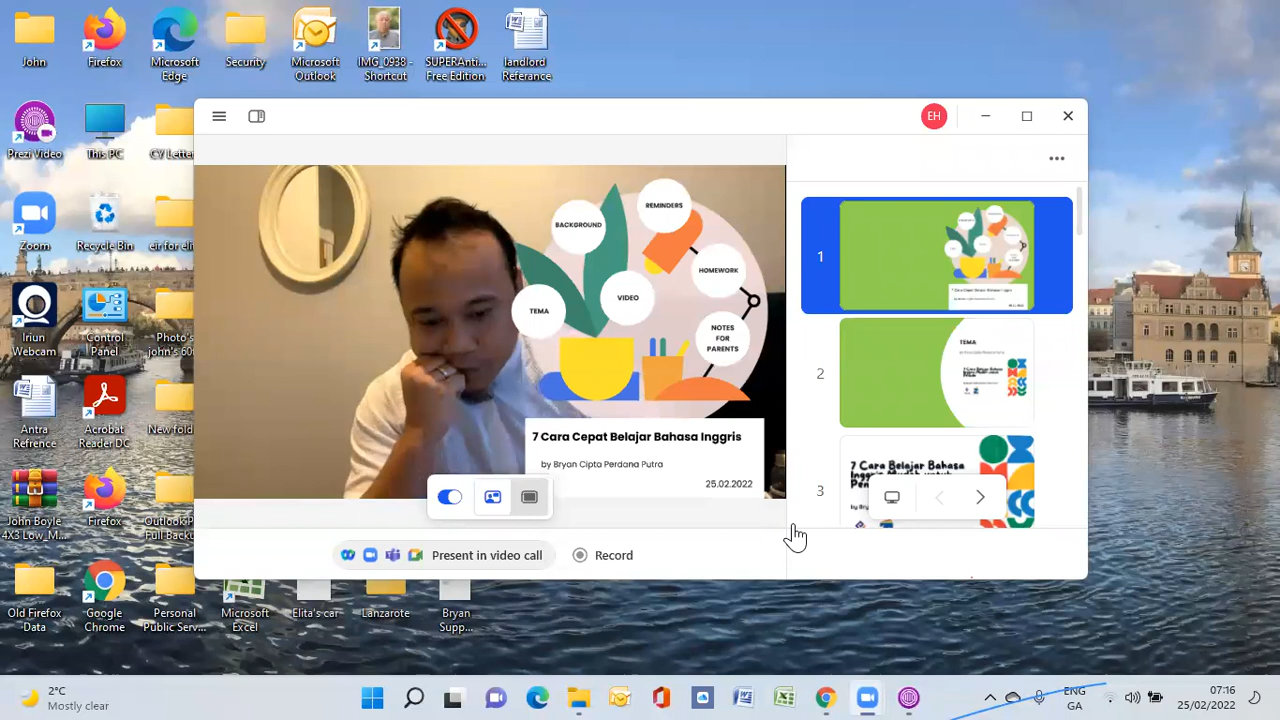 John
Firefox
Microsoft
Edge
Security
Microsoft
Outlook
IMG_0938 -
Shortcut
SUPERAnti...
Free Edition
landlord
Referance
Prezi Video
This PC
CY Letter
EH
Zoom
Recycle Bin
eir for eli
Control
Panel
Photo's
john's 60
Antra
Refrence
Acrobat
Reader DC
New fold
John Boyle
4X3 Low_M...
Firefox
Outlook P
Full Back
Old Firefox
Data
Google
Chrome
Personal
Public Serv...
Microsoft
Excel
Elita's car
Lanzarote
Bryan
Supp...
BACKGROUND
REMINDERS
HOMEWORK
VIDEO
TEMA
NOTES
FOR
PARENTS
7 Cara Cepat Belajar Bahasa Inggris
by Bryan Cipta Perdana Putra
25.02.2022
1
2
TEMA
3
7 Cara Belajar Bahasa
Present in video call
Record
2°C
Mostly clear
ENG
GA
07:16
25/02/2022